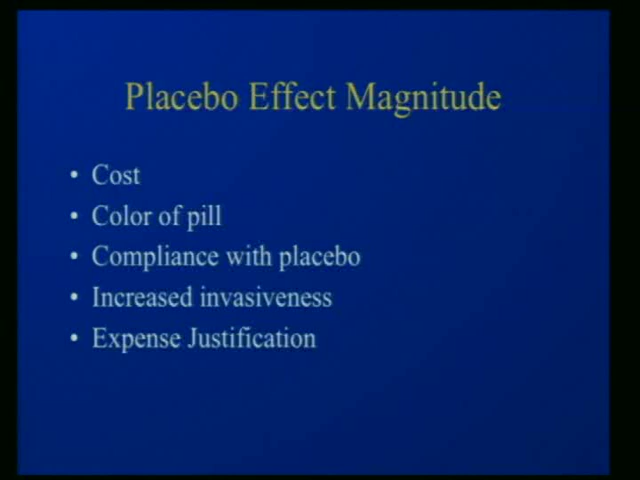 Placebo Effect Magnitude
• Cost
• Color of pill
• Compliance with placebo
• Increased invasiveness
• Expense Justification